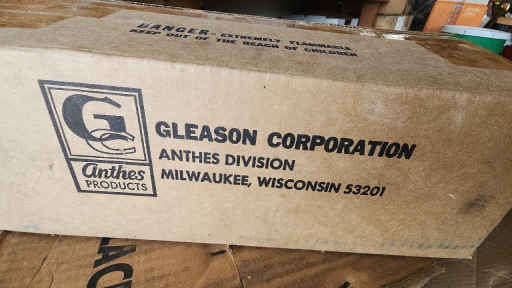 DANGER - EXTREMELY FLAMMABLE
KEEP OUT OF THE REACH OF CHILDREN
GC
Anthes
PRODUCTS
GLEASON CORPORATION
ANTHES DIVISION
MILWAUKEE, WISCONSIN 53201